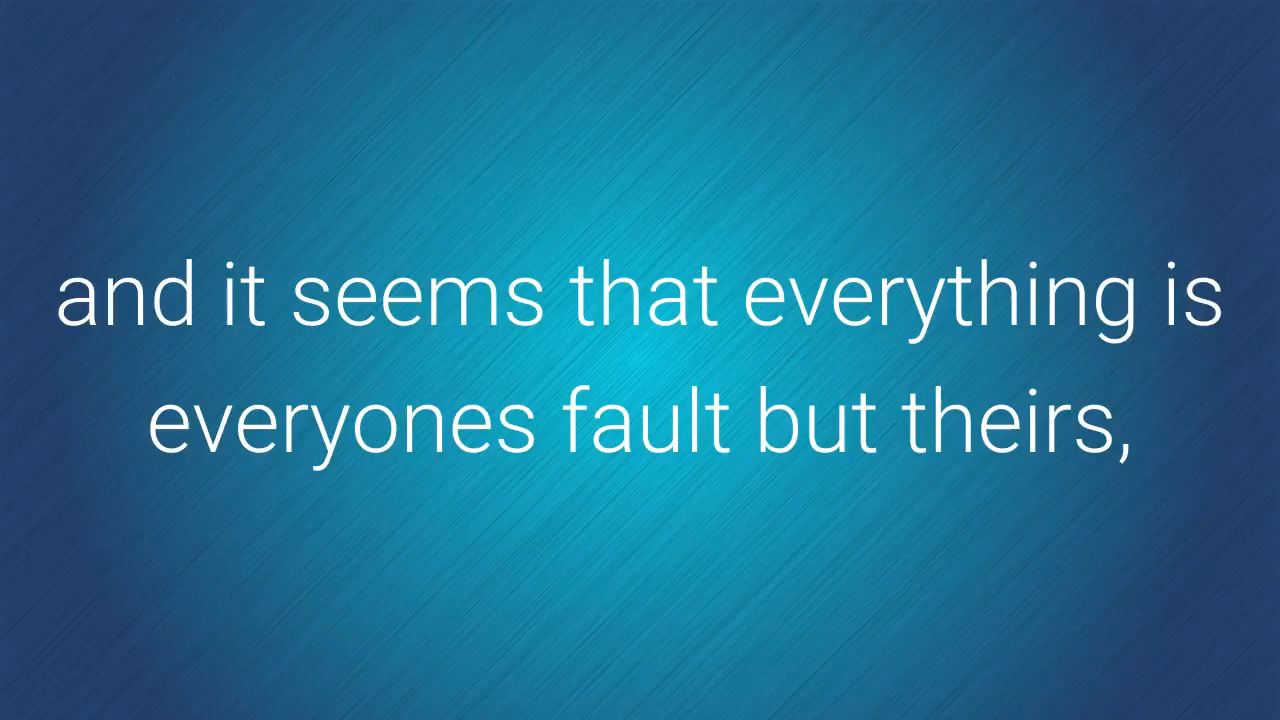 and it seems that everything is
everyones fault but theirs,